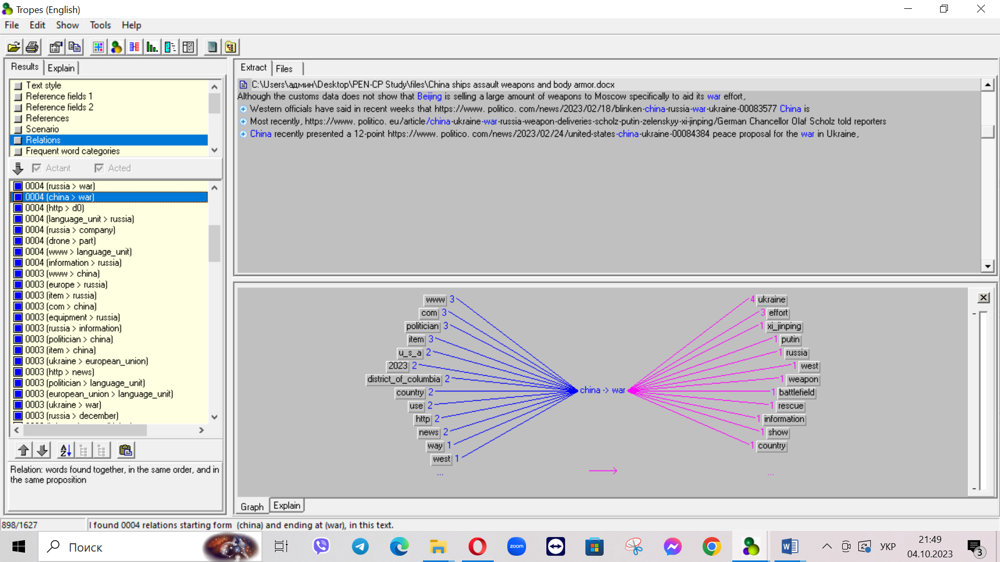 Tropes (English)
File Edit Show Tools Help
Results Explain
Text style
Reference fields 1
Reference fields 2
References
Scenario
Relations
Frequent word categories
Actant Acted
0004 (russia > war)
0004 (china > war)
0004 (http > d0)
0004 (language_unit > russia)
0004 (russia > company)
0004 (drone > part)
0004 (www > language_unit)
0004 (information > russia)
0003 (www > china)
0003 (europe > russia)
0003 (item > russia)
0003 (com > china)
0003 (equipment > russia)
0003 (russia > information)
0003 (politician > china)
0003 (item > china)
0003 (ukraine > european_union)
0003 (http > news)
0003 (politician > language_unit)
0003 (european_union > language_unit)
0003 (ukraine > war)
0003 (russia > december)
Relation: words found together, in the same order, and in
the same proposition
Extract Files
C:\Users\админ\Desktop\PEN-CP Study\files\China ships assault weapons and body armor.docx
Although the customs data does not show that Beijing is selling a large amount of weapons to Moscow specifically to aid its war effort,
Western officials have said in recent weeks that https://www. politico. com/news/2023/02/18/blinken-china-russia-war-ukraine-00083577 China is
Most recently, https://www. politico. eu/article/china-ukraine-war-russia-weapon-deliveries-scholz-putin-zelenskyy-xi-jinping/German Chancellor Olaf Scholz told reporters
China recently presented a 12-point https://www. politico. com/news/2023/02/24/united-states-china-ukraine-00084384 peace proposal for the war in Ukraine,
www 3
com 3
politician 3
item 3
u_s_a 2
2023 2
district_of_columbia 2
country 2
use 2
http 2
news 2
way 1
west 1
...
china -> war
4 ukraine
3 effort
1 xi_jinping
1 putin
1 russia
1 west
1 weapon
1 battlefield
1 rescue
1 information
1 show
1 country
...
Graph Explain
898/1627 I found 0004 relations starting form (china) and ending at (war), in this text.
Поиск
zoom
УКР
21:49
04.10.2023
3